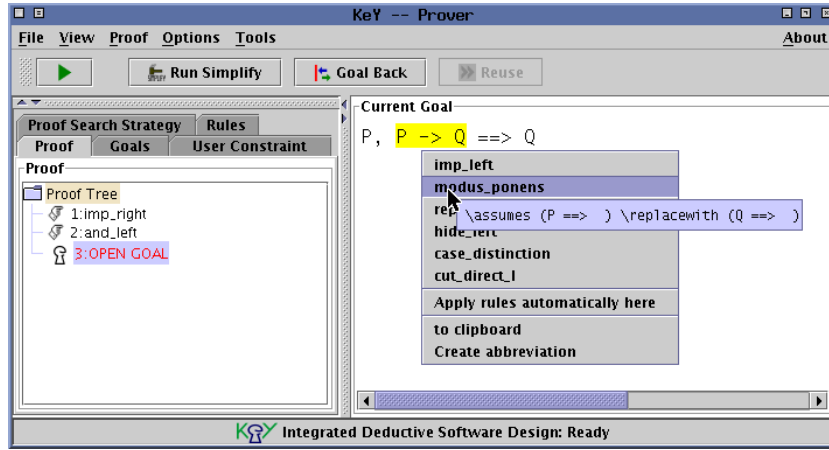 KeY -- Prover
File View Proof Options Tools About
Run Simplify Goal Back Reuse
Proof Search Strategy Rules
Proof Goals User Constraint
Proof
Proof Tree
1:imp_right
2:and_left
3:OPEN GOAL
Current Goal
P, P -> Q ==> Q
imp_left
modus_ponens
\assumes (P ==> ) \replacewith (Q ==> )
hide_left
case_distinction
cut_direct_l
Apply rules automatically here
to clipboard
Create abbreviation
KeY Integrated Deductive Software Design: Ready